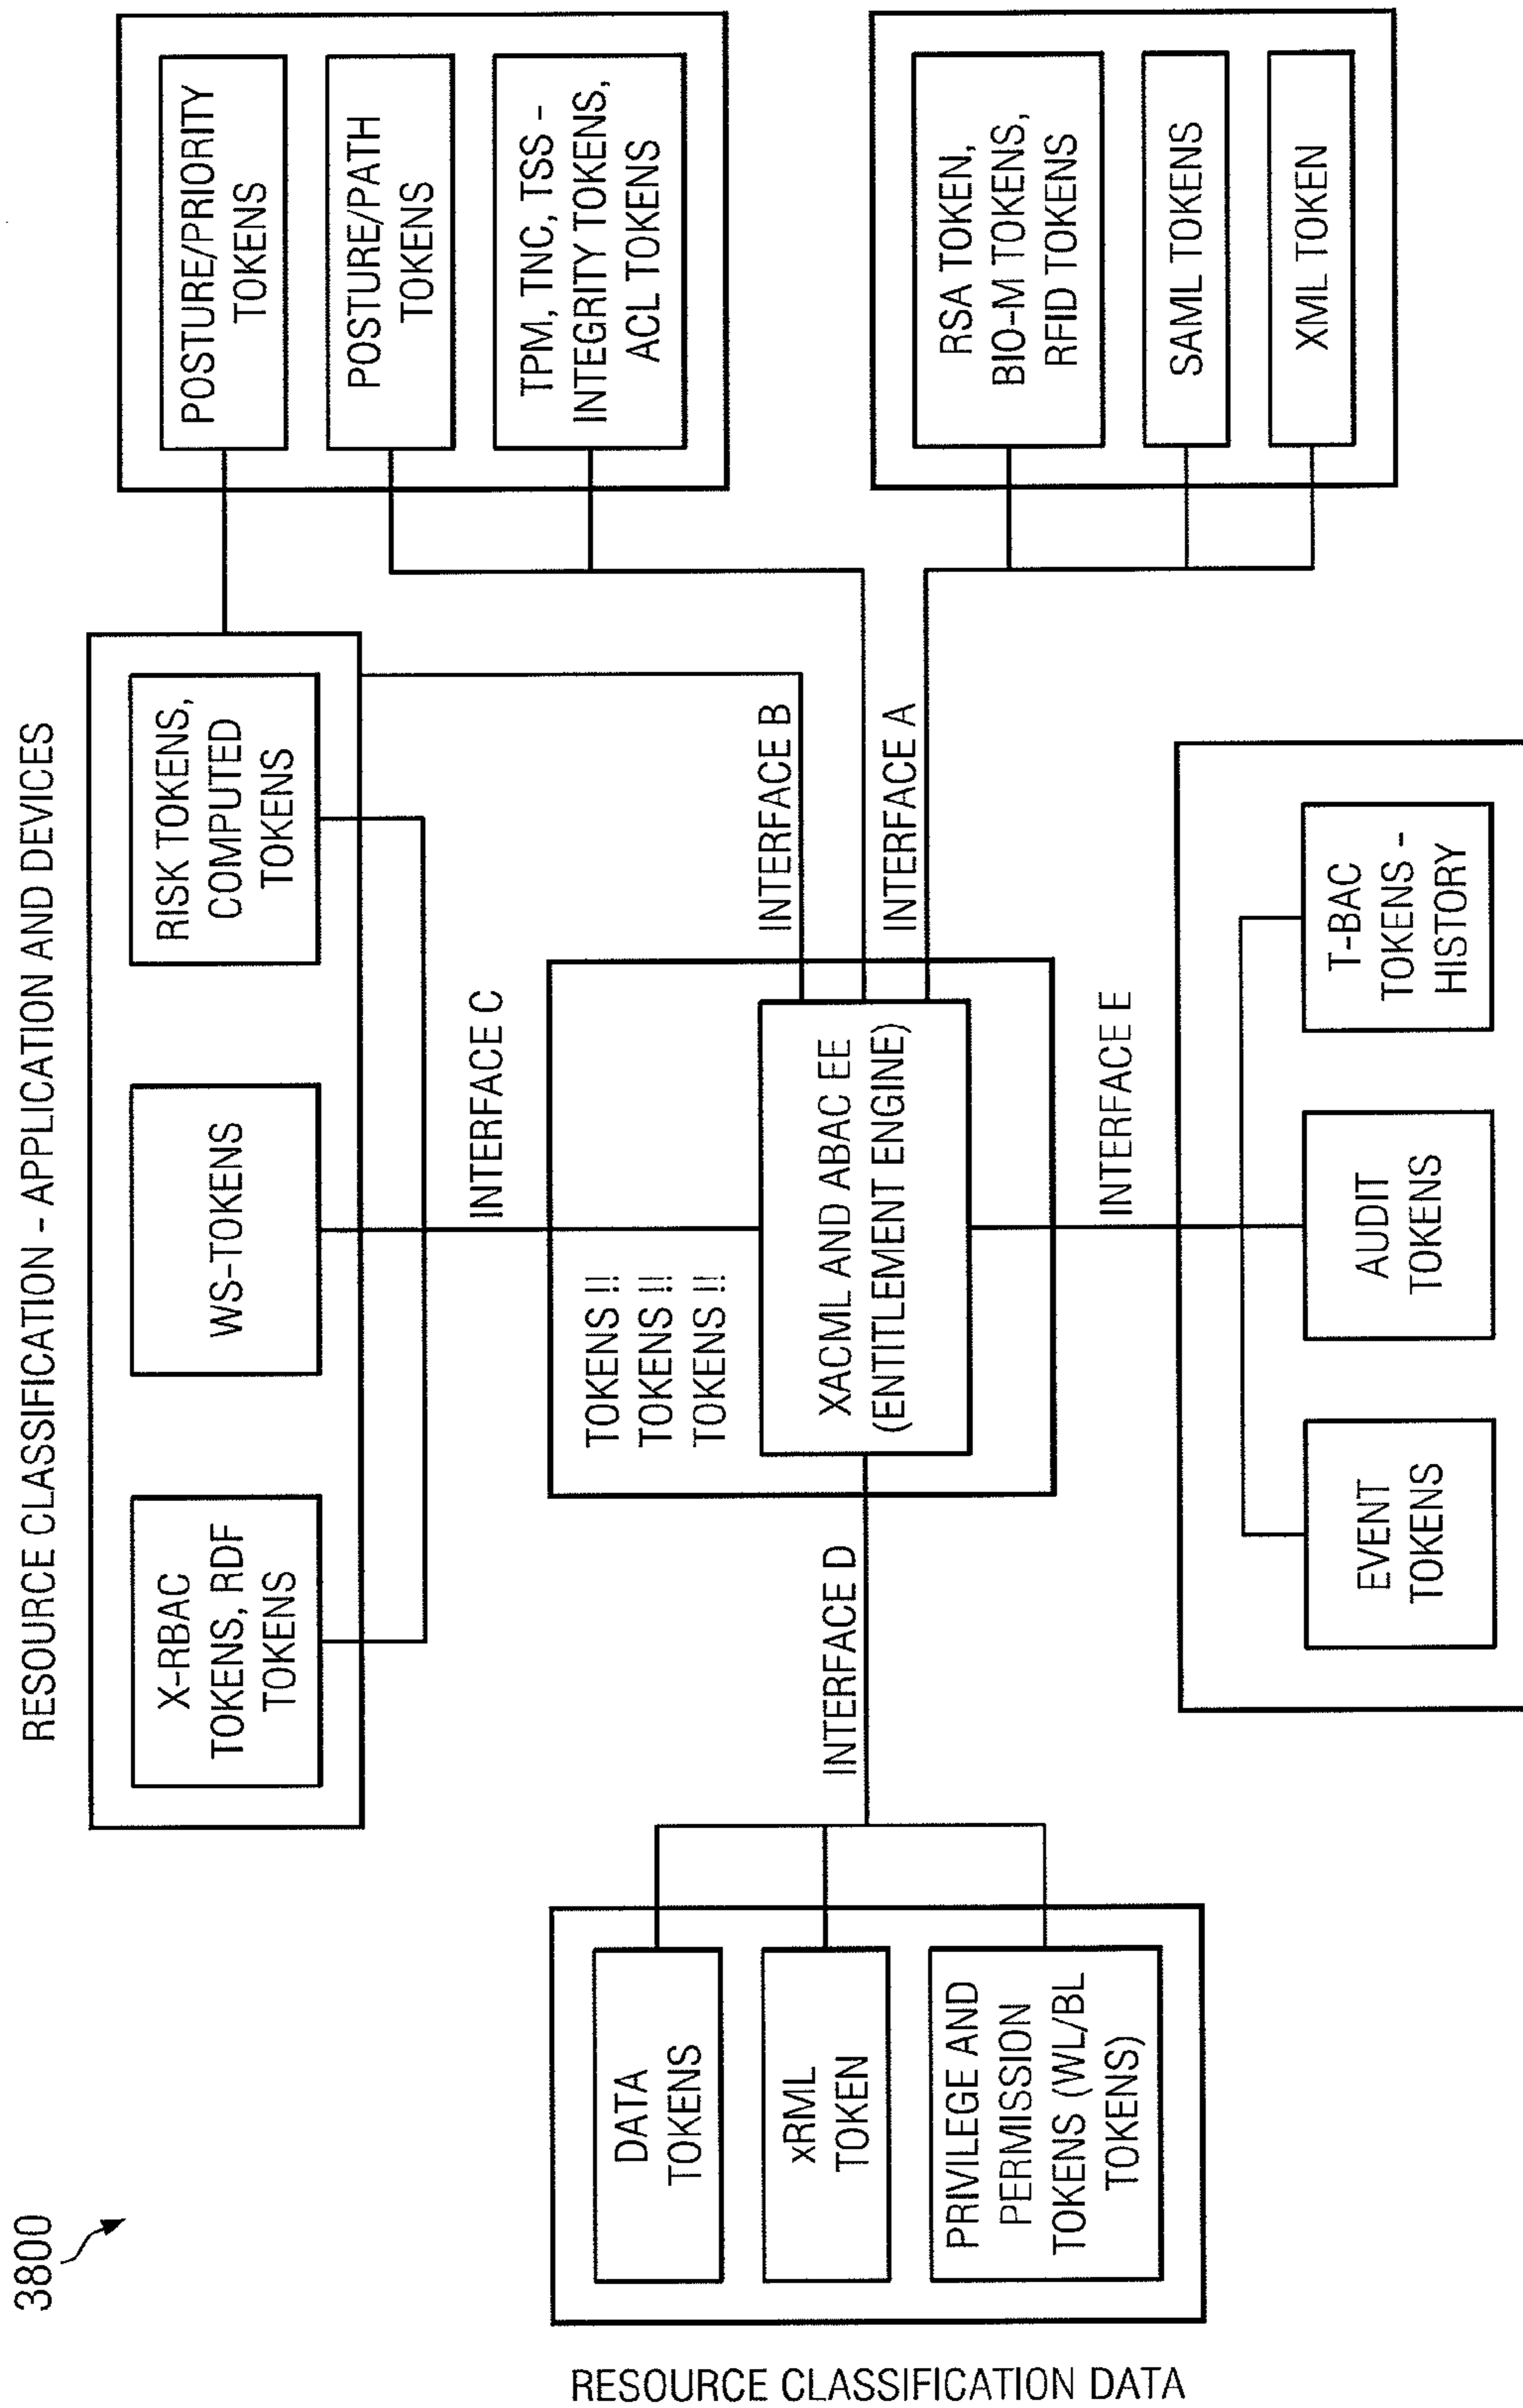 3800
RESOURCE CLASSIFICATION - APPLICATION AND DEVICES
X-RBAC
TOKENS, RDF
TOKENS
WS-TOKENS
RISK TOKENS,
COMPUTED
TOKENS
POSTURE/PRIORITY
TOKENS
POSTURE/PATH
TOKENS
TPM, TNC, TSS -
INTEGRITY TOKENS,
ACL TOKENS
INTERFACE C
INTERFACE B
INTERFACE A
TOKENS !!
TOKENS !!
TOKENS !!
XACML AND ABAC EE
(ENTITLEMENT ENGINE)
INTERFACE D
INTERFACE E
DATA
TOKENS
xRML
TOKEN
PRIVILEGE AND
PERMISSION
TOKENS (WL/BL
TOKENS)
RESOURCE CLASSIFICATION DATA
RSA TOKEN,
BIO-M TOKENS,
RFID TOKENS
SAML TOKENS
XML TOKEN
EVENT
TOKENS
AUDIT
TOKENS
T-BAC
TOKENS -
HISTORY